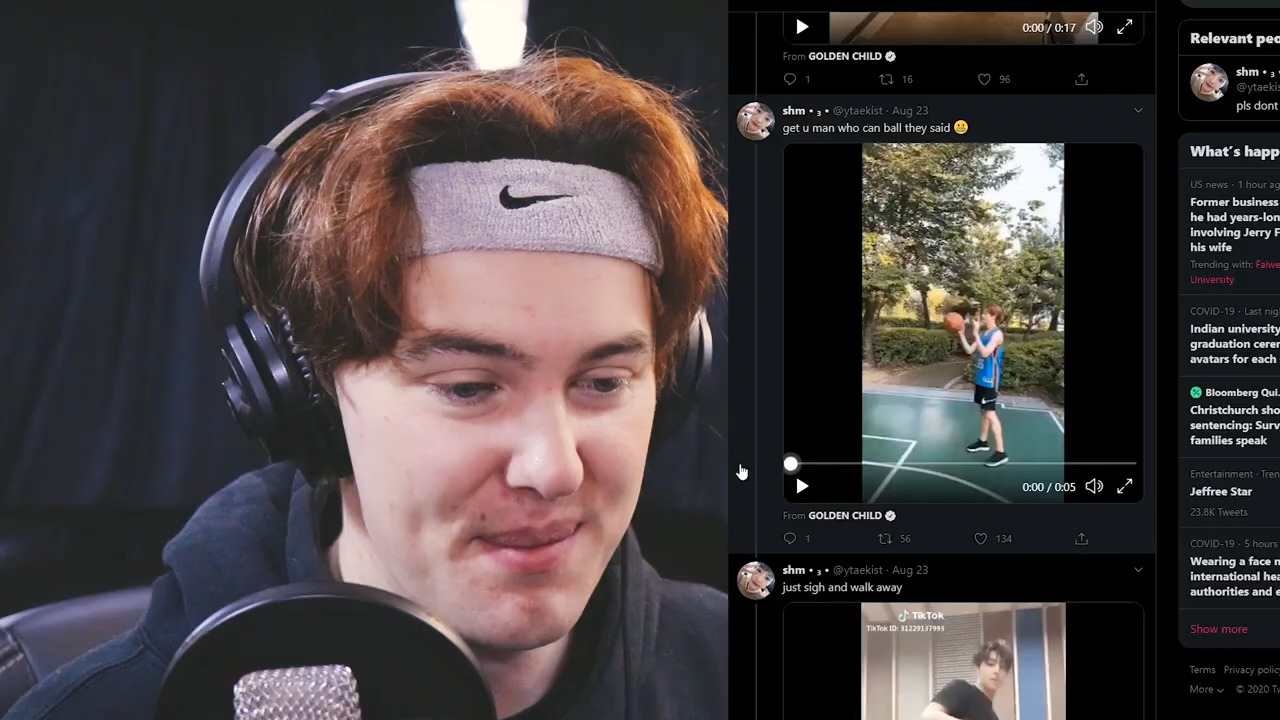 0:00 / 0:17
From GOLDEN CHILD
1
16
96
shm • ₃ • @ytaekist · Aug 23
get u man who can ball they said 😬
0:00 / 0:05
From GOLDEN CHILD
1
56
134
shm • ₃ • @ytaekist · Aug 23
just sigh and walk away
TikTok
TikTok ID: 31229137993
Relevant peo
shm • ₃
@ytaekis
pls dont
What's happ
US news · 1 hour ag
Former business
he had years-lon
involving Jerry F
his wife
Trending with: Falwe
University
COVID-19 · Last nig
Indian university
graduation cere
avatars for each
Bloomberg Qui.
Christchurch sho
sentencing: Surv
families speak
Entertainment · Tren
Jeffree Star
23.8K Tweets
COVID-19 · 5 hours
Wearing a face m
international hea
authorities and e
Show more
Terms Privacy polic
More © 2020 Tw